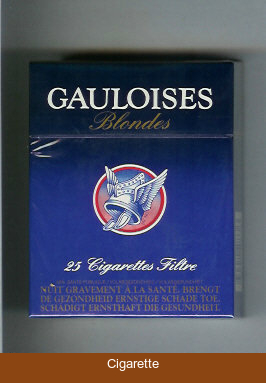 GAULOISES
Blondes
25 Cigarettes Filtre
NUIT GRAVEMENT À LA SANTÉ. BRENGT
DE GEZONDHEID ERNSTIGE SCHADE TOE.
SCHÄDIGT ERNSTHAFT DIE GESUNDHEIT.
Cigarette